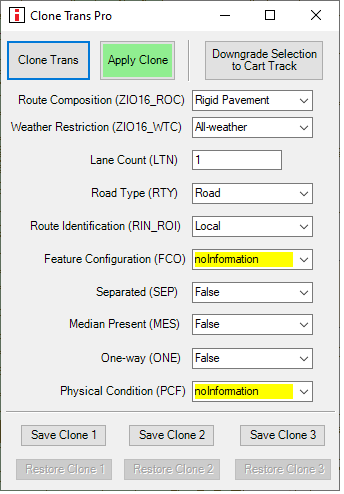 Clone Trans Pro
Clone Trans
Apply Clone
Downgrade Selection
to Cart Track
Route Composition (ZIO16_ROC) Rigid Pavement
Weather Restriction (ZIO16_WTC) All-weather
Lane Count (LTN) 1
Road Type (RTY) Road
Route Identification (RIN_ROI) Local
Feature Configuration (FCO) noInformation
Separated (SEP) False
Median Present (MES) False
One-way (ONE) False
Physical Condition (PCF) noInformation
Save Clone 1 Save Clone 2 Save Clone 3
Restore Clone 1 Restore Clone 2 Restore Clone 3